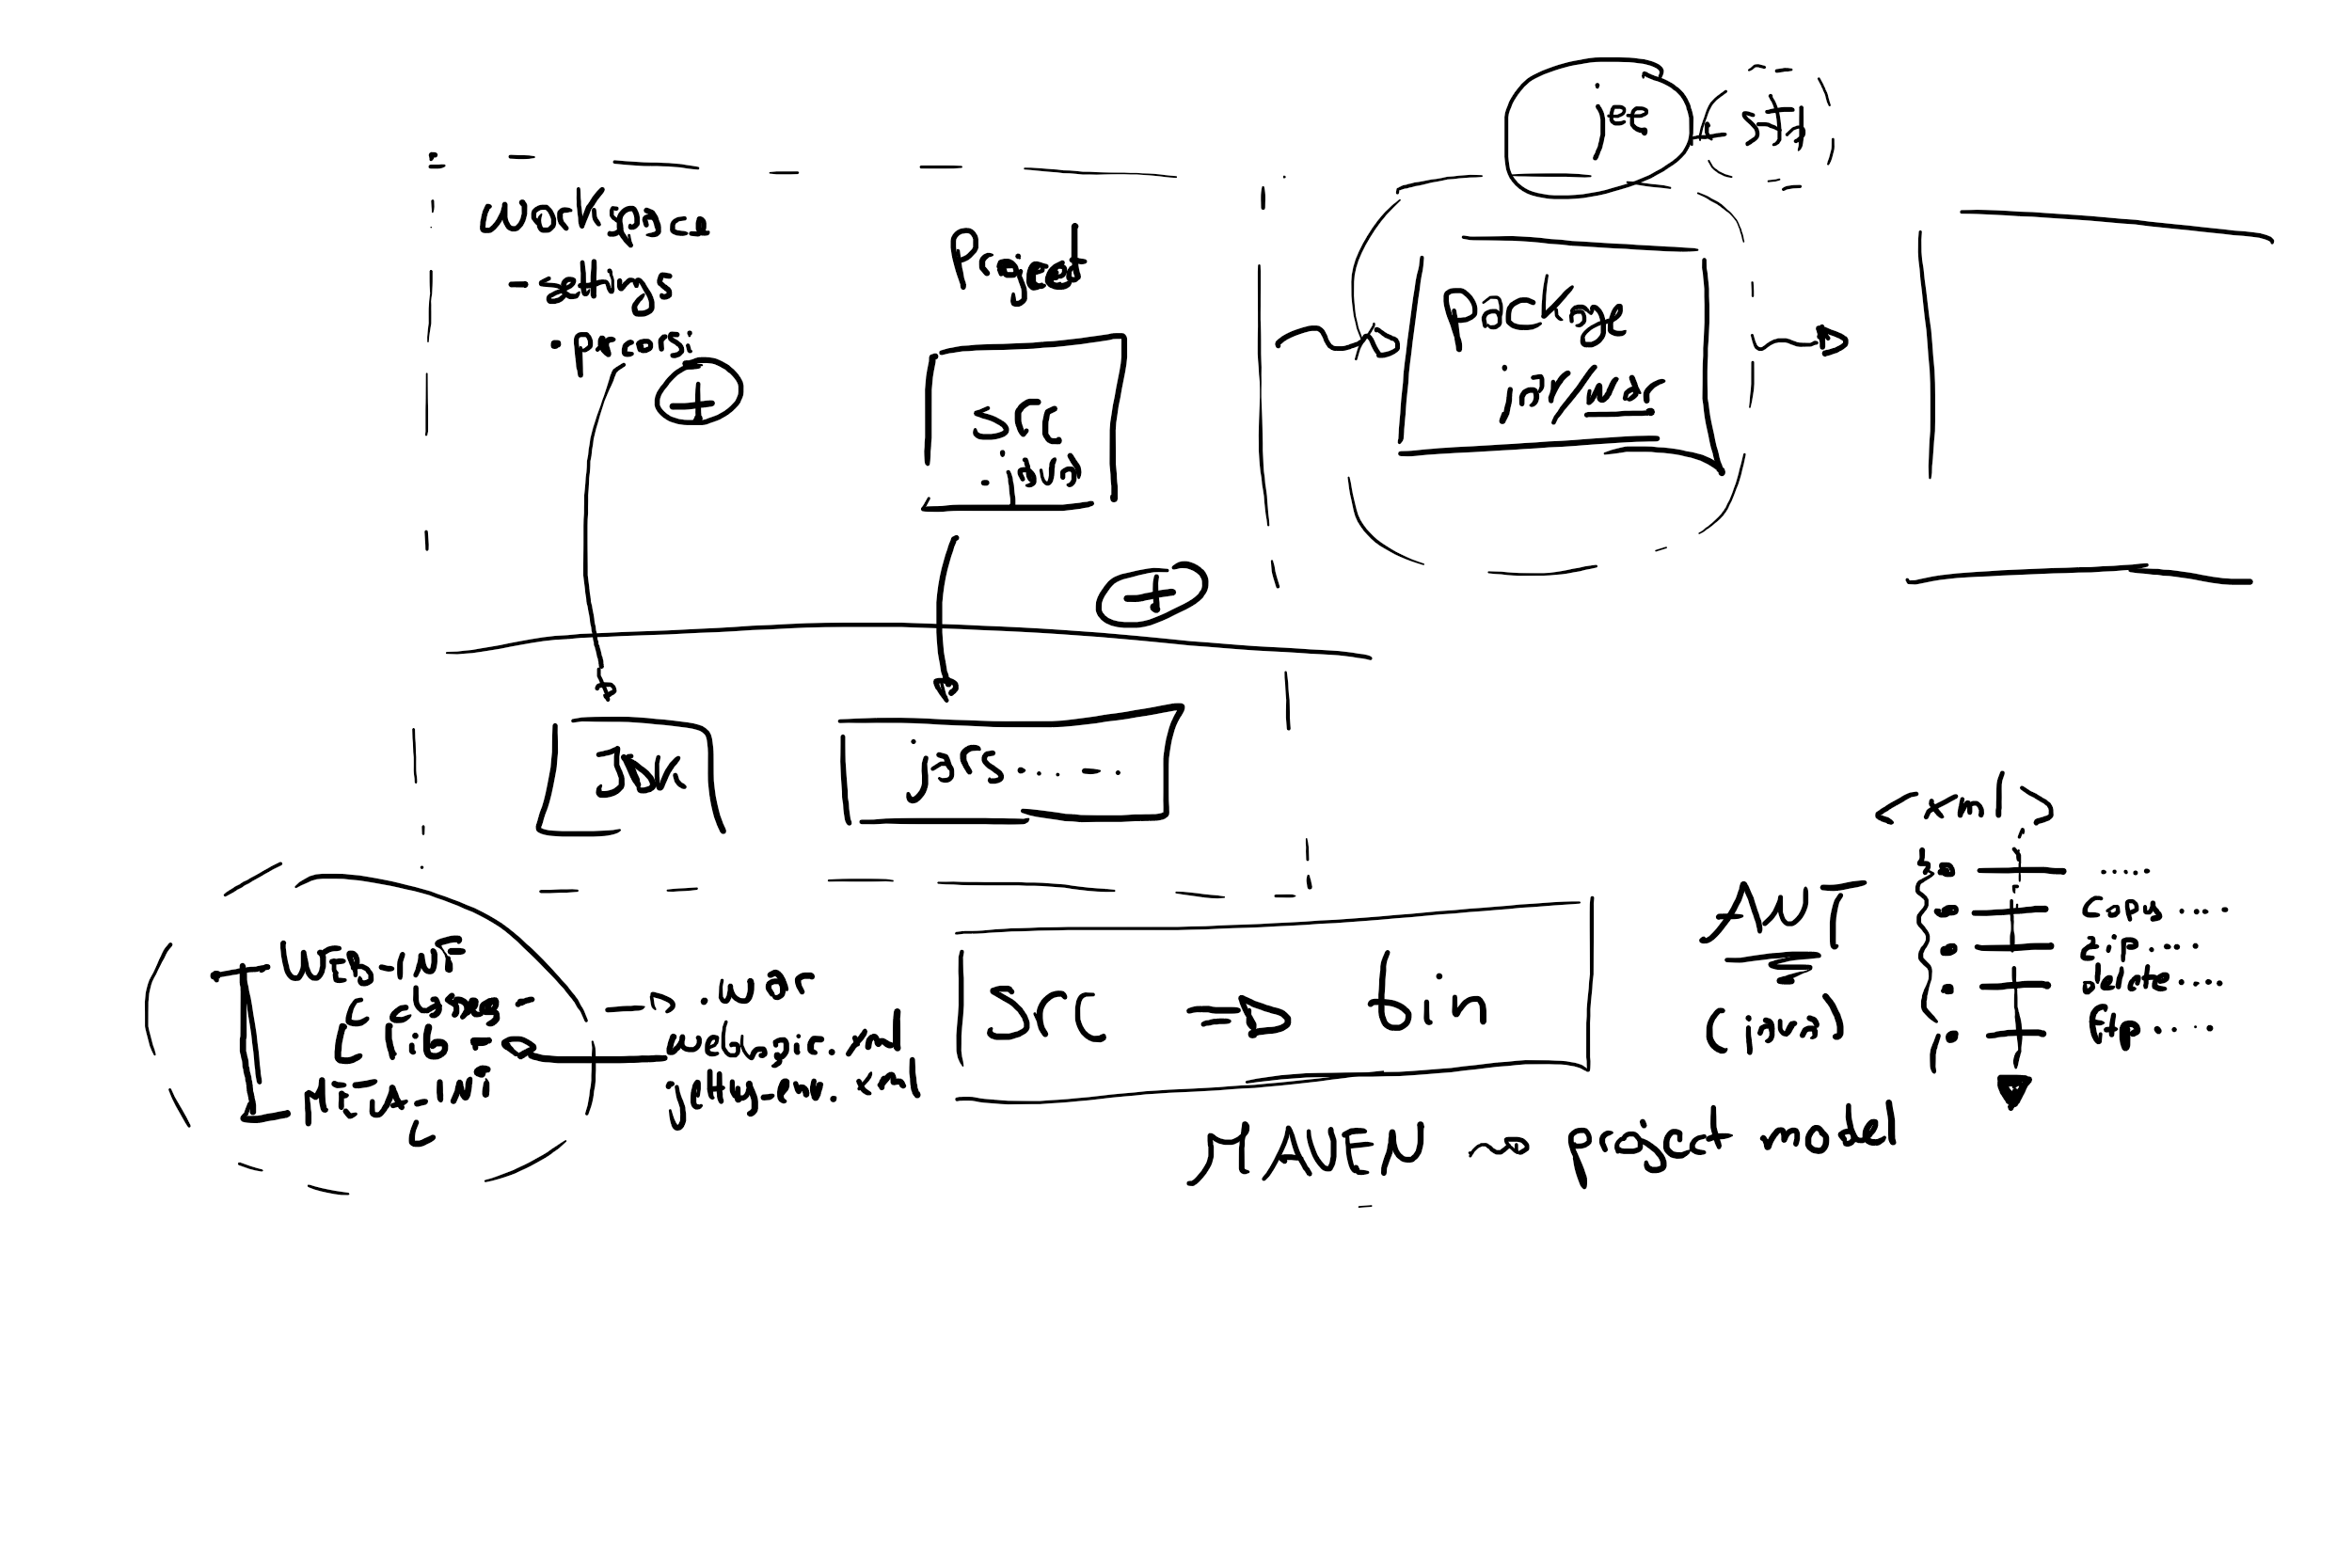 workspace
- settings
. processi
+
Project
src
. java
jee
+
std
package
jar/war
+
JDK
jars.....
WEB-INF
[ classes
[ lib
META-INF
.war
weblogic.xml
jetty-env.xml
src => bin
MAVEN -> project model
ANT
(java)
<xml>
.....
copy ....
zip ....
delete ....
ftp ....